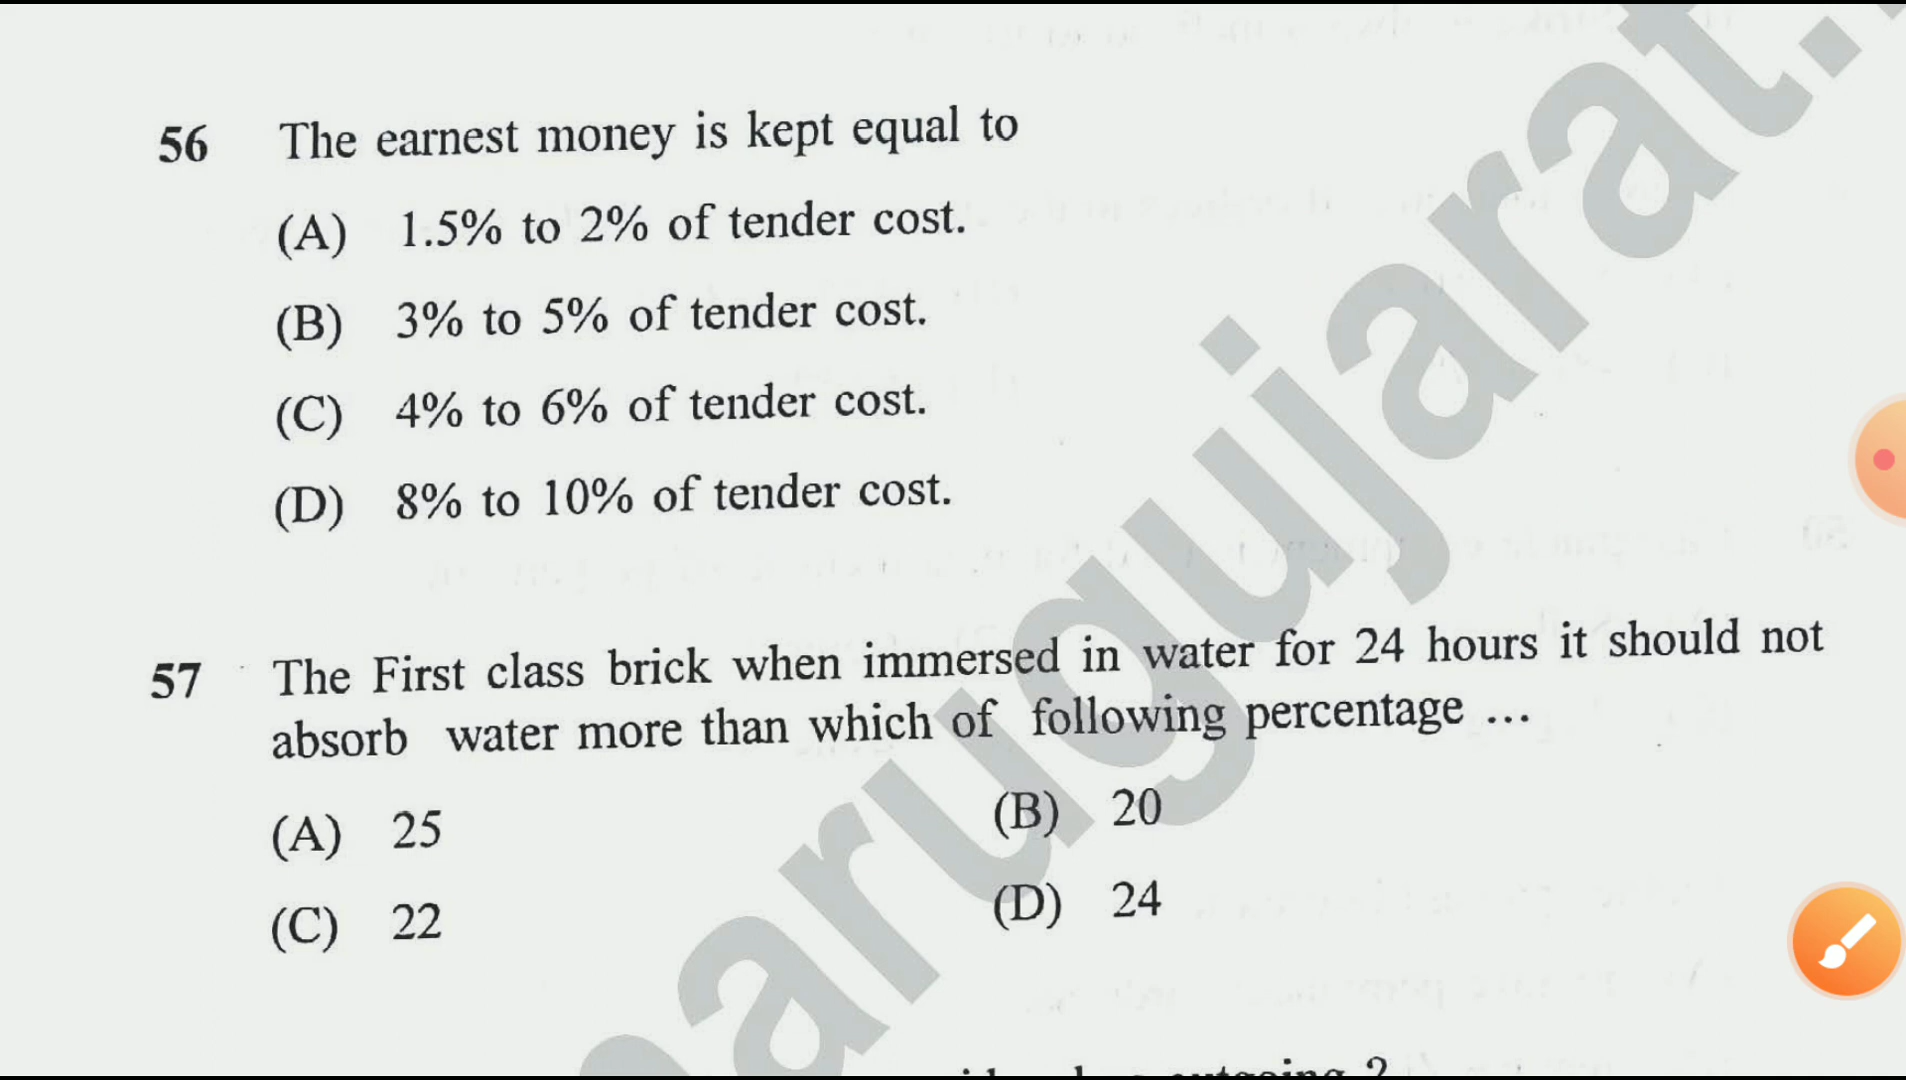 56 The earnest money is kept equal to
(A) 1.5% to 2% of tender cost.
(B) 3% to 5% of tender cost.
(C) 4% to 6% of tender cost.
(D) 8% to 10% of tender cost.
57 The First class brick when immersed in water for 24 hours it should not
absorb water more than which of following percentage ...
(A) 25 (B) 20
(C) 22 (D) 24
outgoing ?
arugujarat.